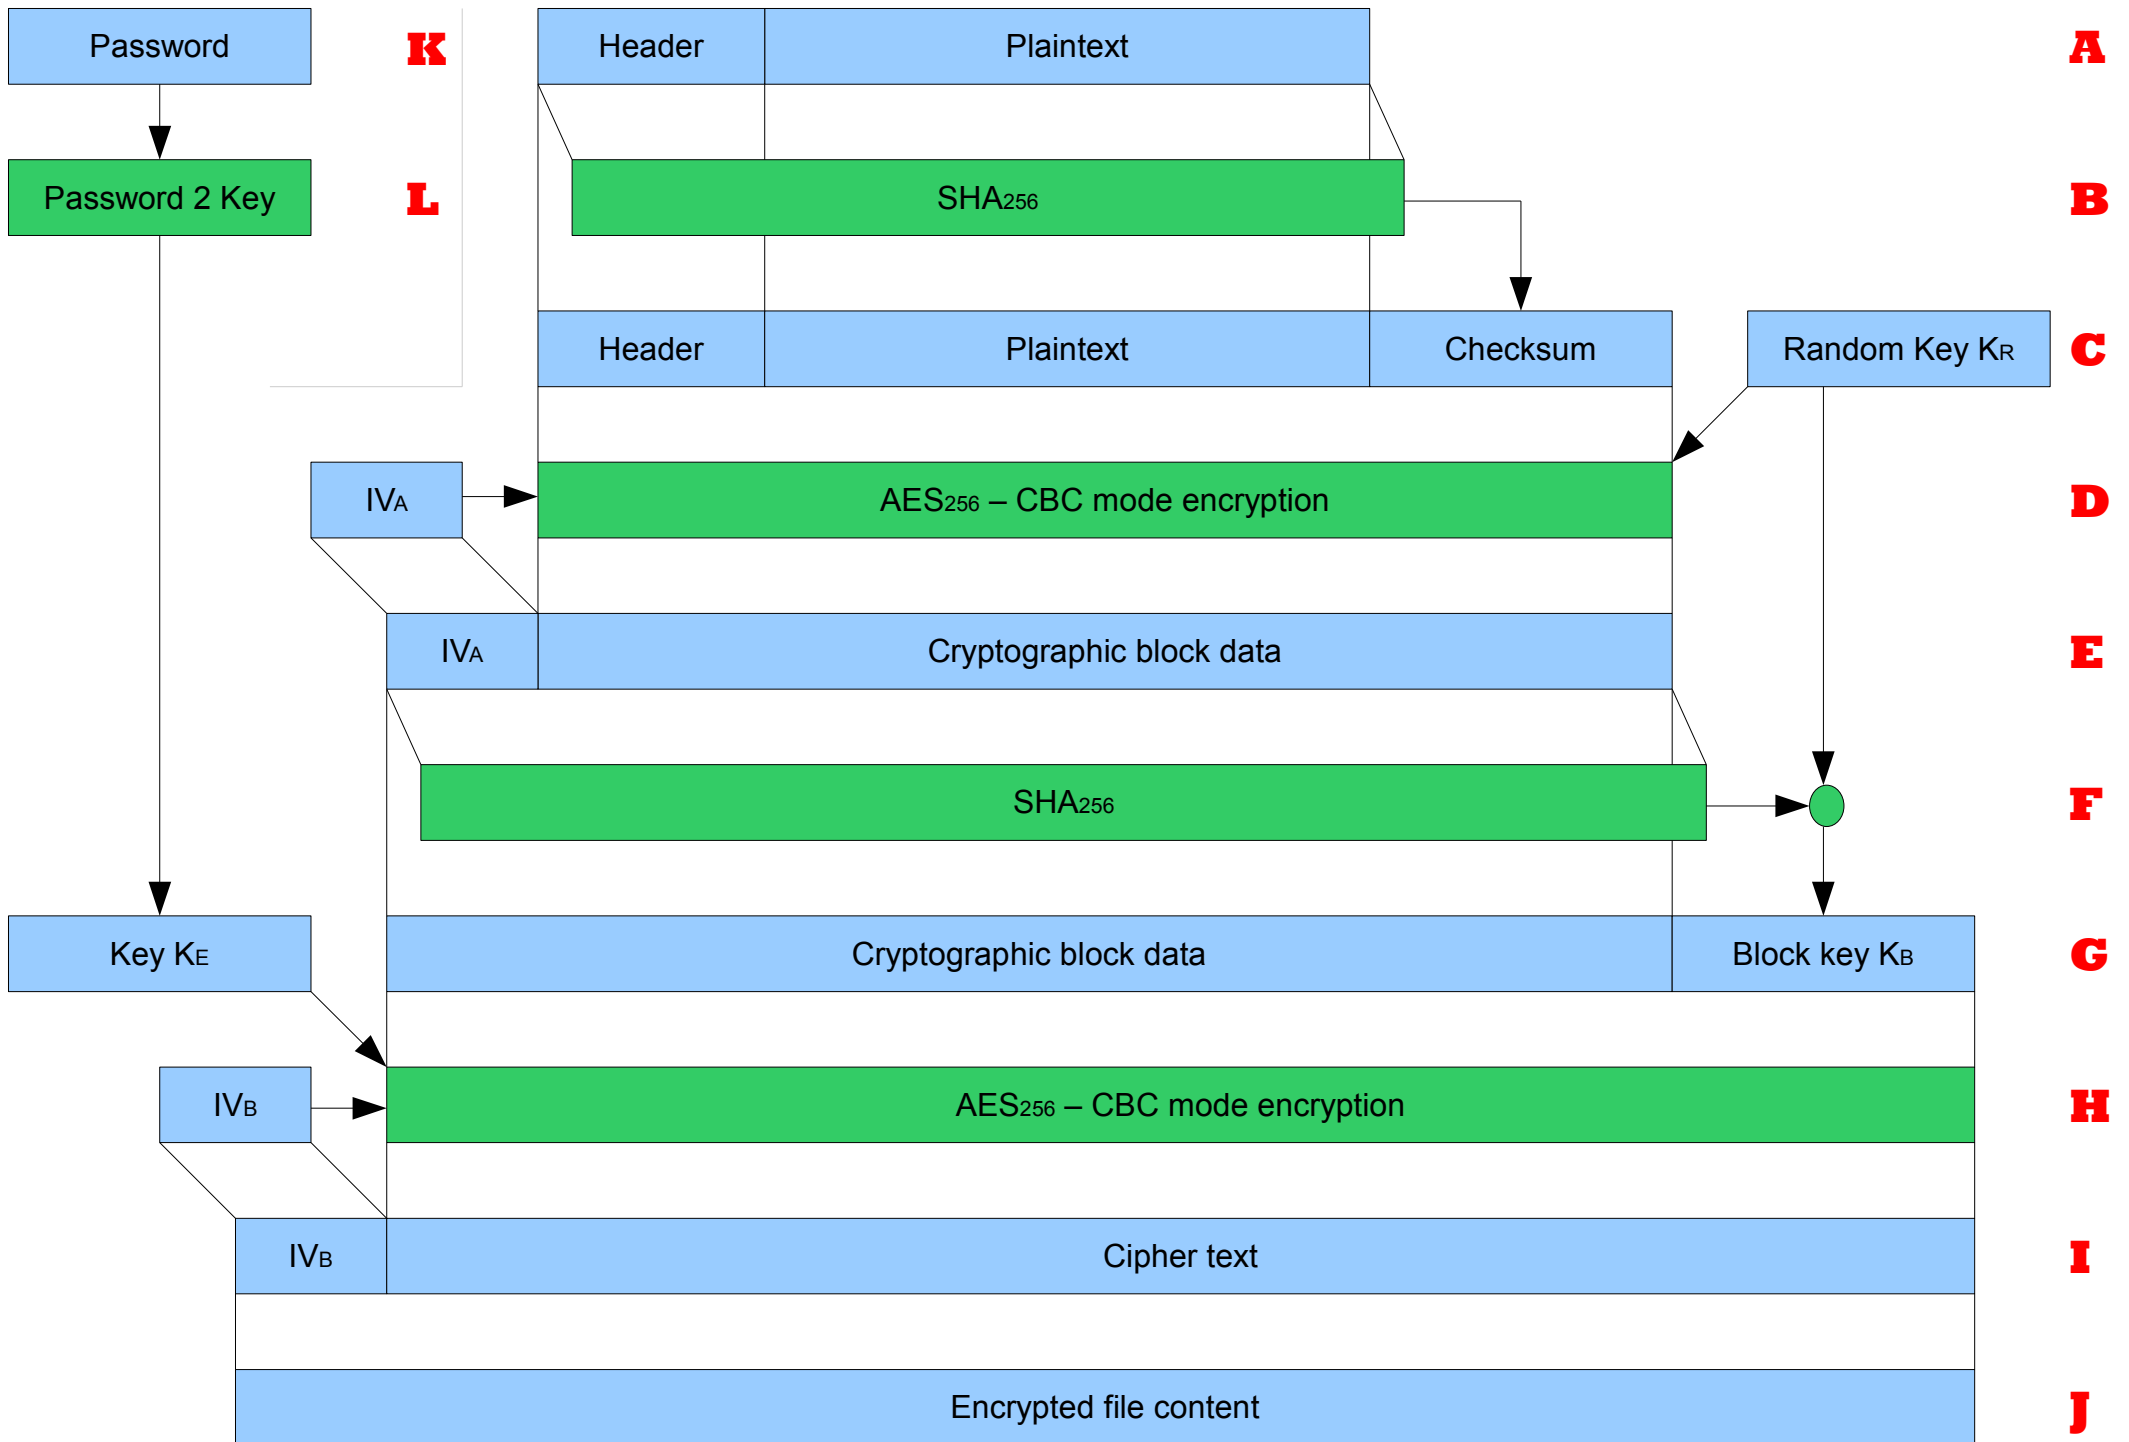 Password K Header Plaintext A
Password 2 Key L SHA256 B
Header Plaintext Checksum Random Key KR C
IVA AES256 – CBC mode encryption D
IVA Cryptographic block data E
SHA256 F
Key KE Cryptographic block data Block key KB G
IVB AES256 – CBC mode encryption H
IVB Cipher text I
Encrypted file content J